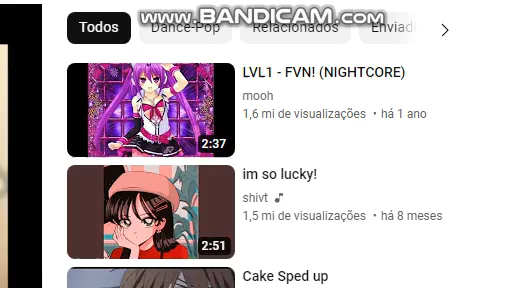 www.BANDICAM.com
Todos Dance-Pop Relacionados Enviad
LVL1 - FVN! (NIGHTCORE)
mooh
1,6 mi de visualizações • há 1 ano
2:37
im so lucky!
shivt
1,5 mi de visualizações • há 8 meses
2:51
Cake Sped up